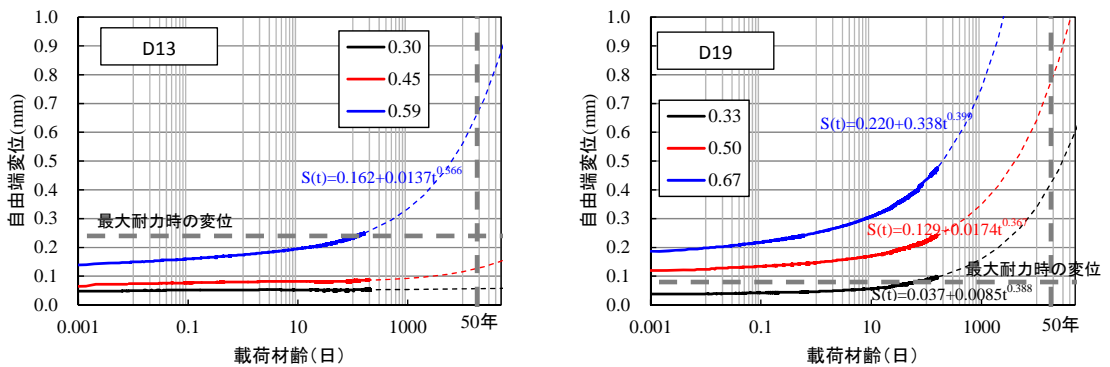 D13
0.30
0.45
0.59
S(t)=0.162+0.0137t^0.366
最大耐力時の変位
自由端変位(mm)
1.0
0.9
0.8
0.7
0.6
0.5
0.4
0.3
0.2
0.1
0.0
0.001
0.1
10
1000
50年
載荷材齢(日)
D19
0.33
0.50
0.67
S(t)=0.220+0.338t^0.399
S(t)=0.129+0.0174t^0.367
最大耐力時の変位
S(t)=0.037+0.0085t^0.388
自由端変位(mm)
1.0
0.9
0.8
0.7
0.6
0.5
0.4
0.3
0.2
0.1
0.0
0.001
0.1
10
1000
50年
載荷材齢(日)